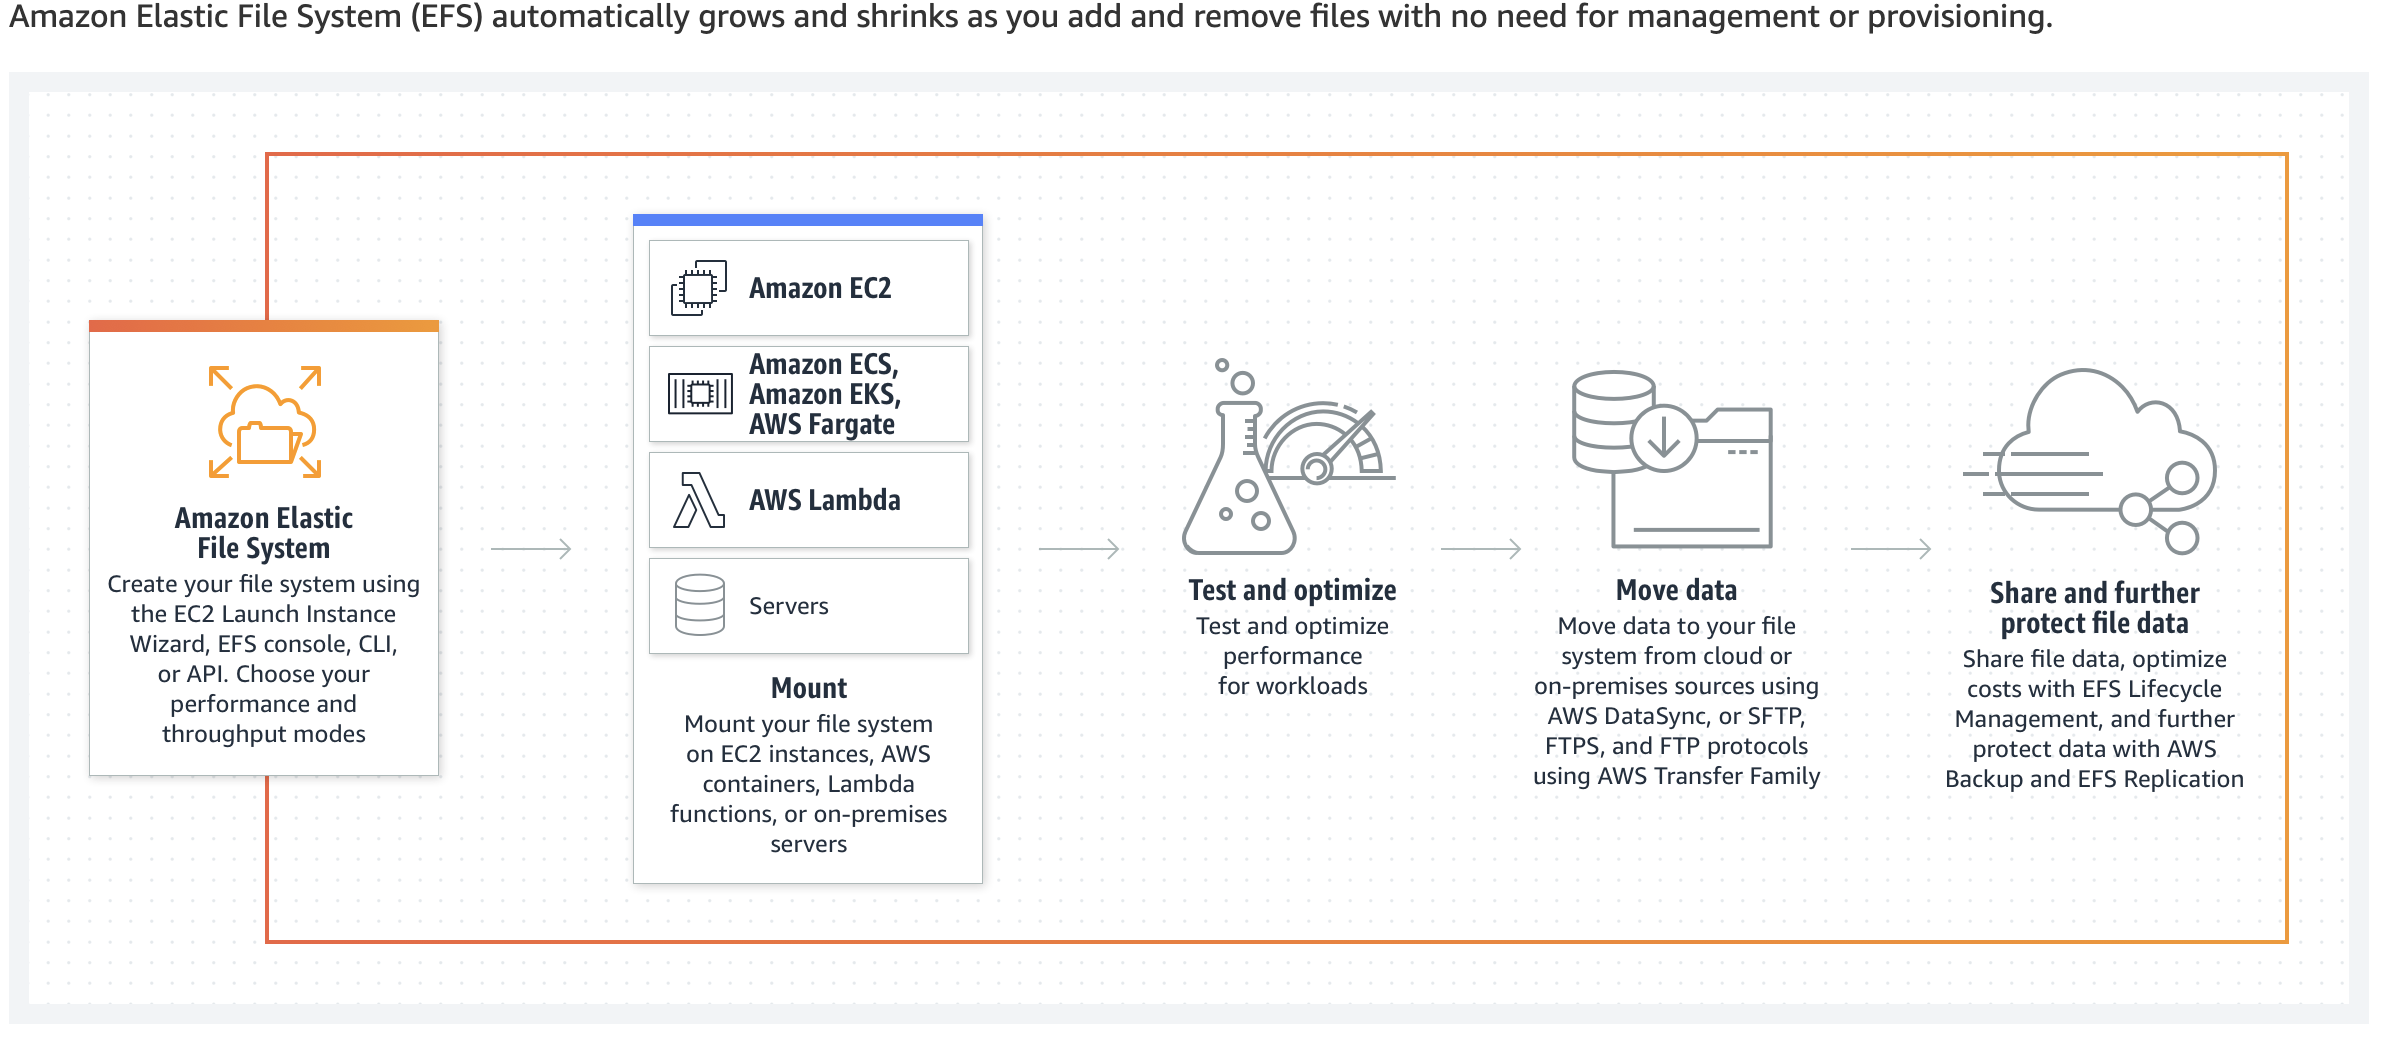 Amazon Elastic File System (EFS) automatically grows and shrinks as you add and remove files with no need for management or provisioning.
Amazon Elastic
File System
Create your file system using
the EC2 Launch Instance
Wizard, EFS console, CLI,
or API. Choose your
performance and
throughput modes
Amazon EC2
Amazon ECS,
Amazon EKS,
AWS Fargate
AWS Lambda
Servers
Mount
Mount your file system
on EC2 instances, AWS
containers, Lambda
functions, or on-premises
servers
Test and optimize
Test and optimize
performance
for workloads
Move data
Move data to your file
system from cloud or
on-premises sources using
AWS DataSync, or SFTP,
FTPS, and FTP protocols
using AWS Transfer Family
Share and further
protect file data
Share file data, optimize
costs with EFS Lifecycle
Management, and further
protect data with AWS
Backup and EFS Replication